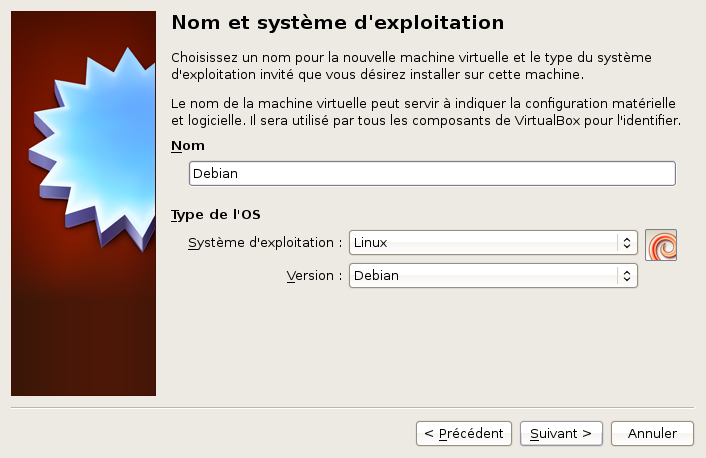 Nom et système d'exploitation
Choisissez un nom pour la nouvelle machine virtuelle et le type du système
d'exploitation invité que vous désirez installer sur cette machine.
Le nom de la machine virtuelle peut servir à indiquer la configuration matérielle
et logicielle. Il sera utilisé par tous les composants de VirtualBox pour l'identifier.
Nom
Debian
Type de l'OS
Système d'exploitation : Linux
Version : Debian
< Précédent Suivant > Annuler